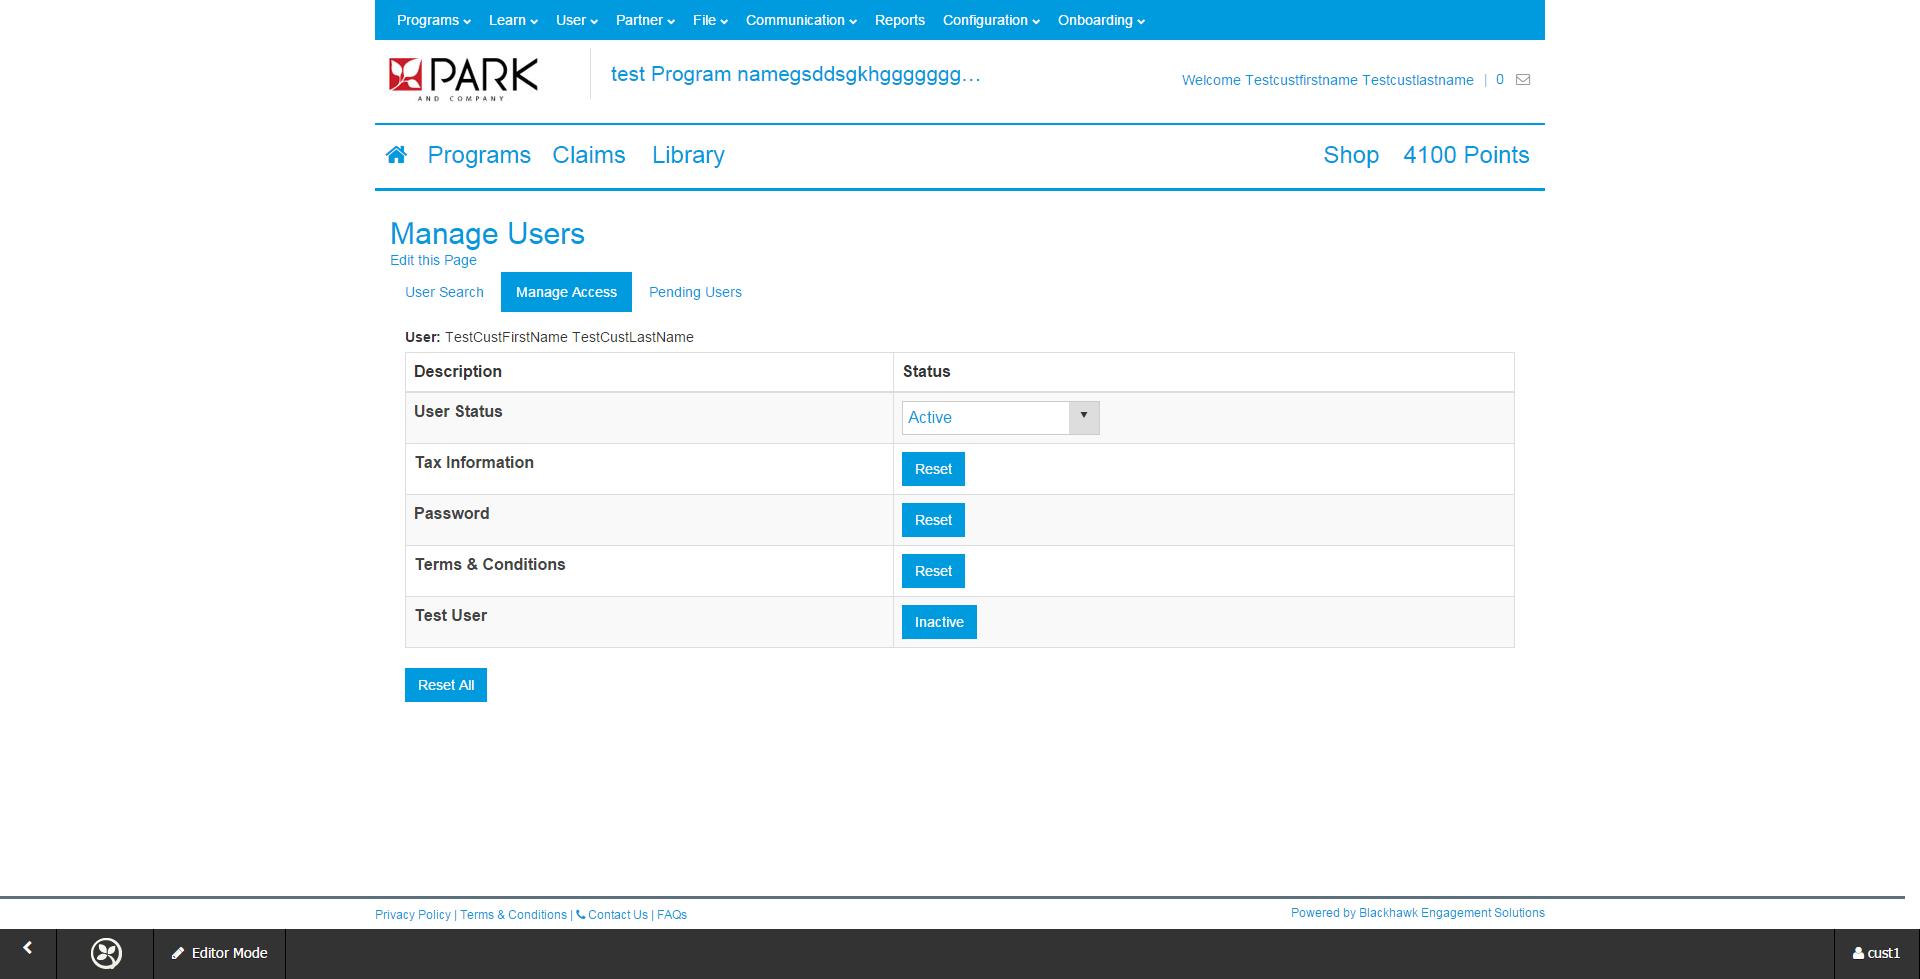 Programs Learn User Partner File Communication Reports Configuration Onboarding
PARK
AND COMPANY
test Program namegsddsgkhggggggg...
Welcome Testcustfirstname Testcustlastname | 0
Programs Claims Library Shop 4100 Points
Manage Users
Edit this Page
User Search Manage Access Pending Users
User: TestCustFirstName TestCustLastName
Description Status
User Status Active
Tax Information Reset
Password Reset
Terms & Conditions Reset
Test User Inactive
Reset All
Privacy Policy | Terms & Conditions | Contact Us | FAQs
Powered by Blackhawk Engagement Solutions
Editor Mode cust1